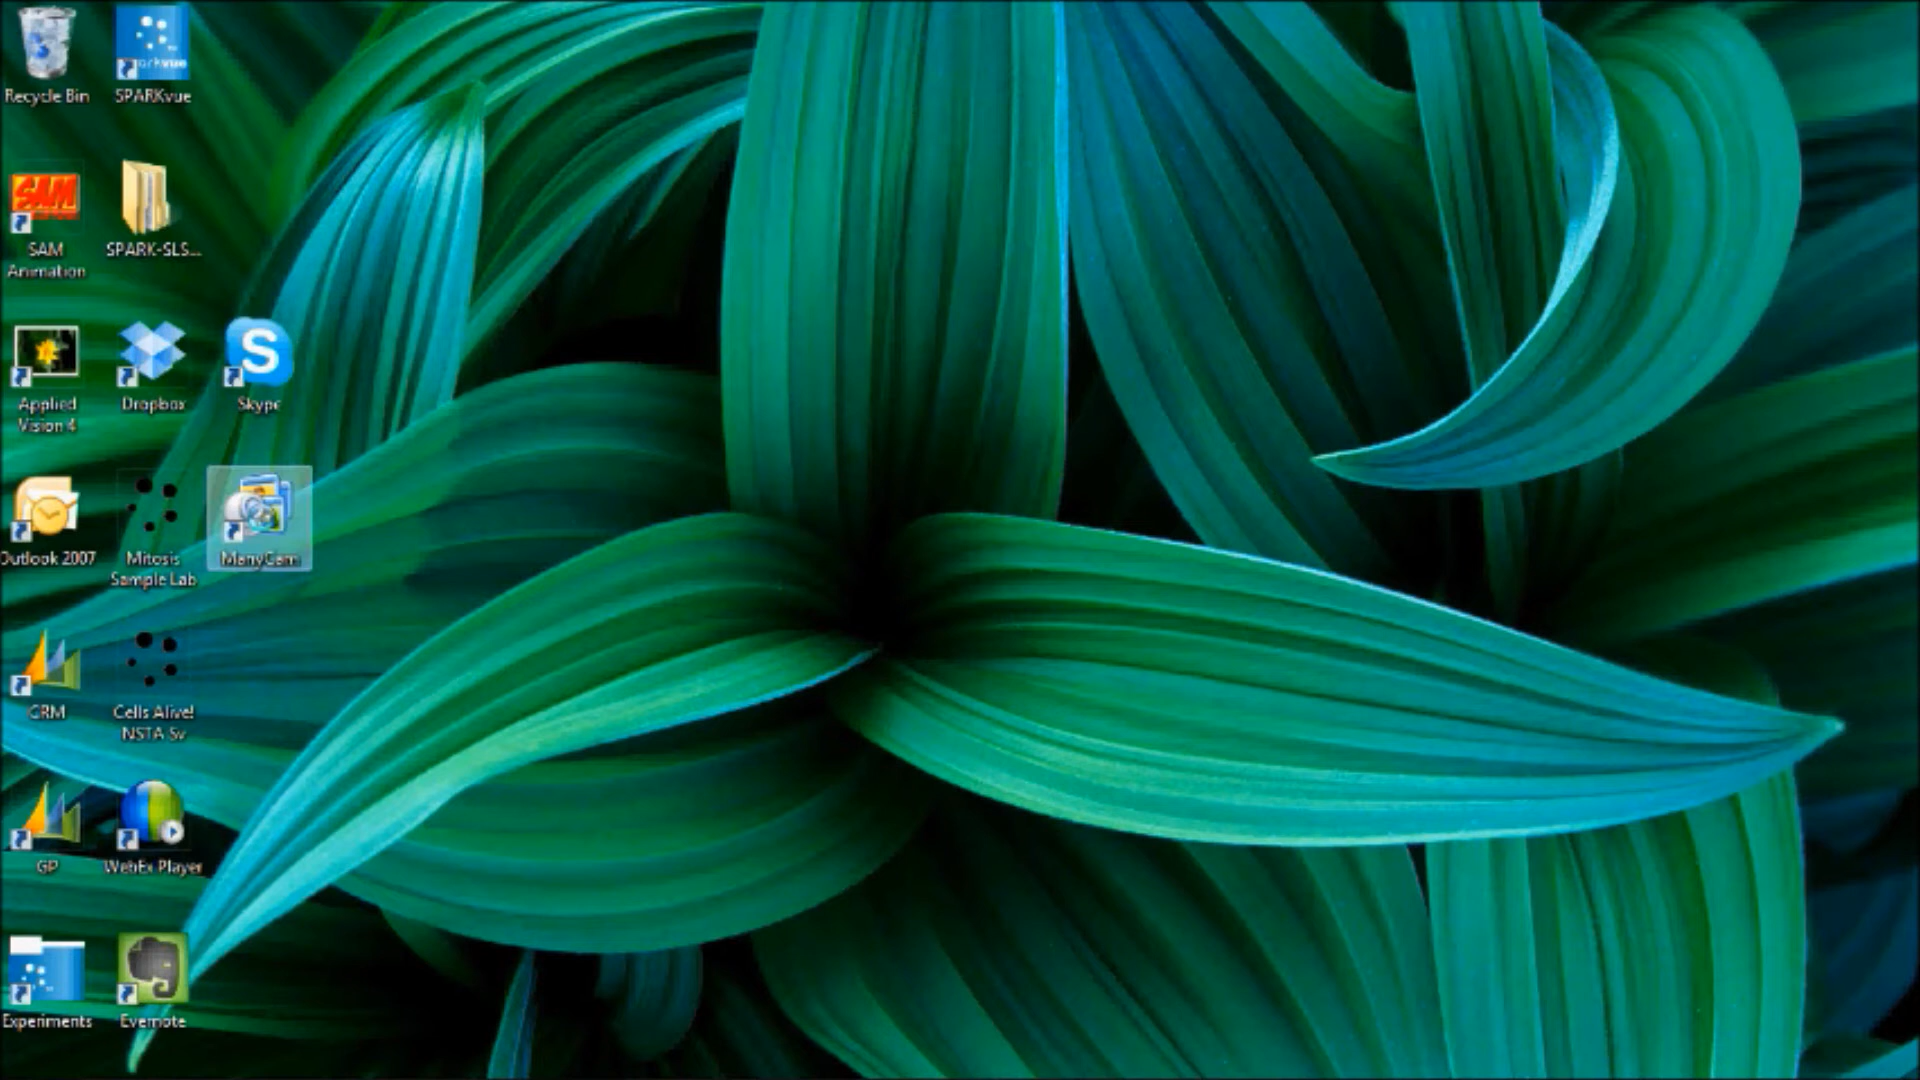 Recycle Bin
SPARKvue
SAM
SAM
Animation
SPARK-SLS...
Applied
Vision 4
Dropbox
S
Skype
Outlook 2007
Mitosis
Sample Lab
ManyCam
CRM
Cells Alive!
NSTA Sv
GP
WebEx Player
Experiments
Evernote